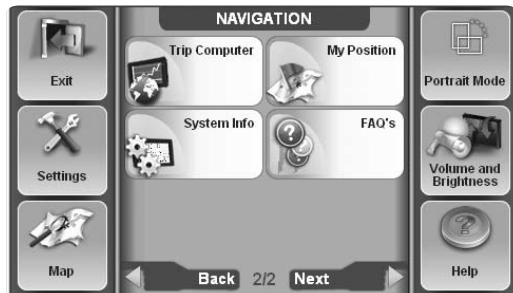 NAVIGATION
Exit
Trip Computer
My Position
Portrait Mode
Settings
System Info
FAQ's
Volume and
Brightness
Map
Back 2/2 Next
Help